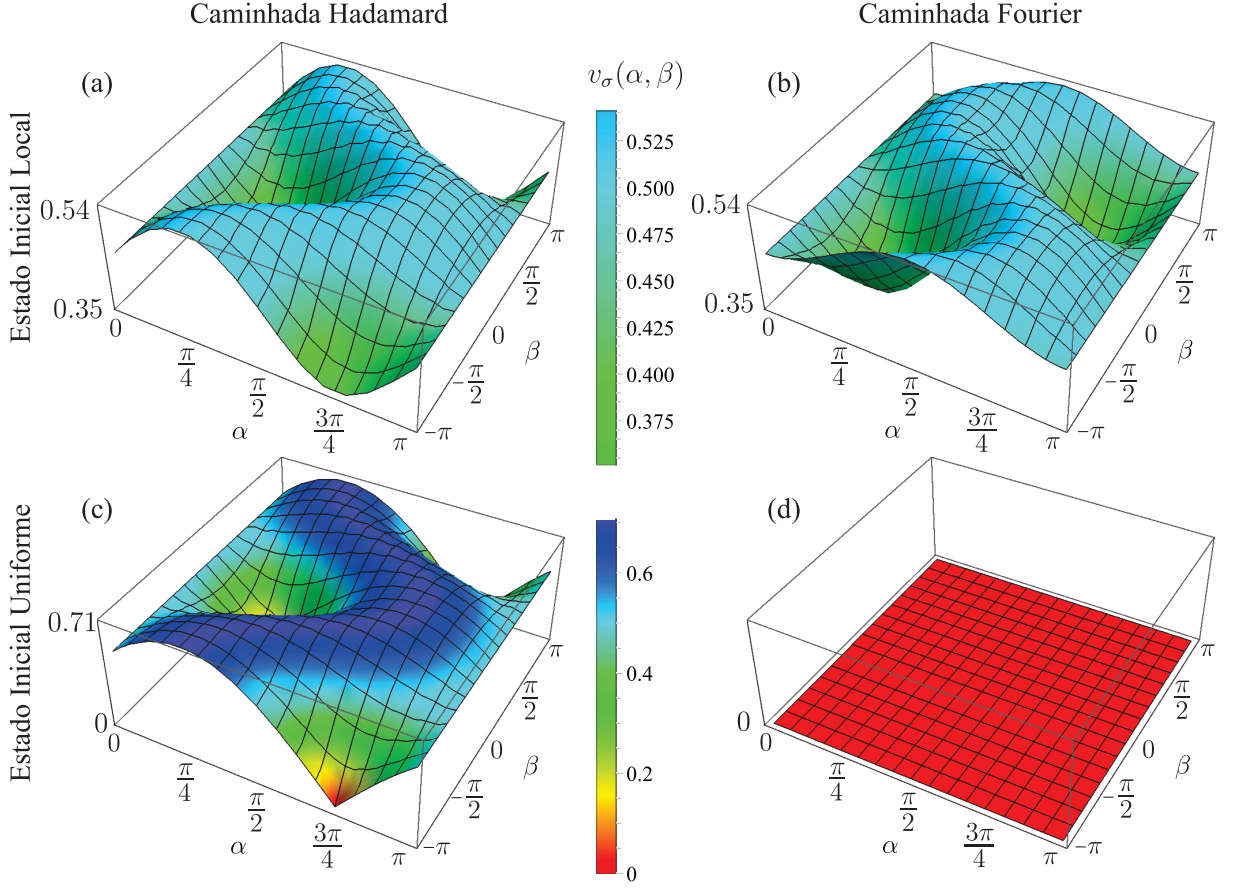 Caminhada Hadamard
Caminhada Fourier
Estado Inicial Local
(a)
0.54
0.35
0
π/4
π/2
3π/4
π
α
-π
-π/2
0
π/2
π
β
v_σ(α, β)
0.525
0.500
0.475
0.450
0.425
0.400
0.375
(b)
0.54
0.35
0
π/4
π/2
3π/4
π
α
-π
-π/2
0
π/2
π
β
Estado Inicial Uniforme
(c)
0.71
0
0
π/4
π/2
3π/4
π
α
-π
-π/2
0
π/2
π
β
0.6
0.4
0.2
0
(d)
0
0
π/4
π/2
3π/4
π
α
-π
-π/2
0
π/2
π
β